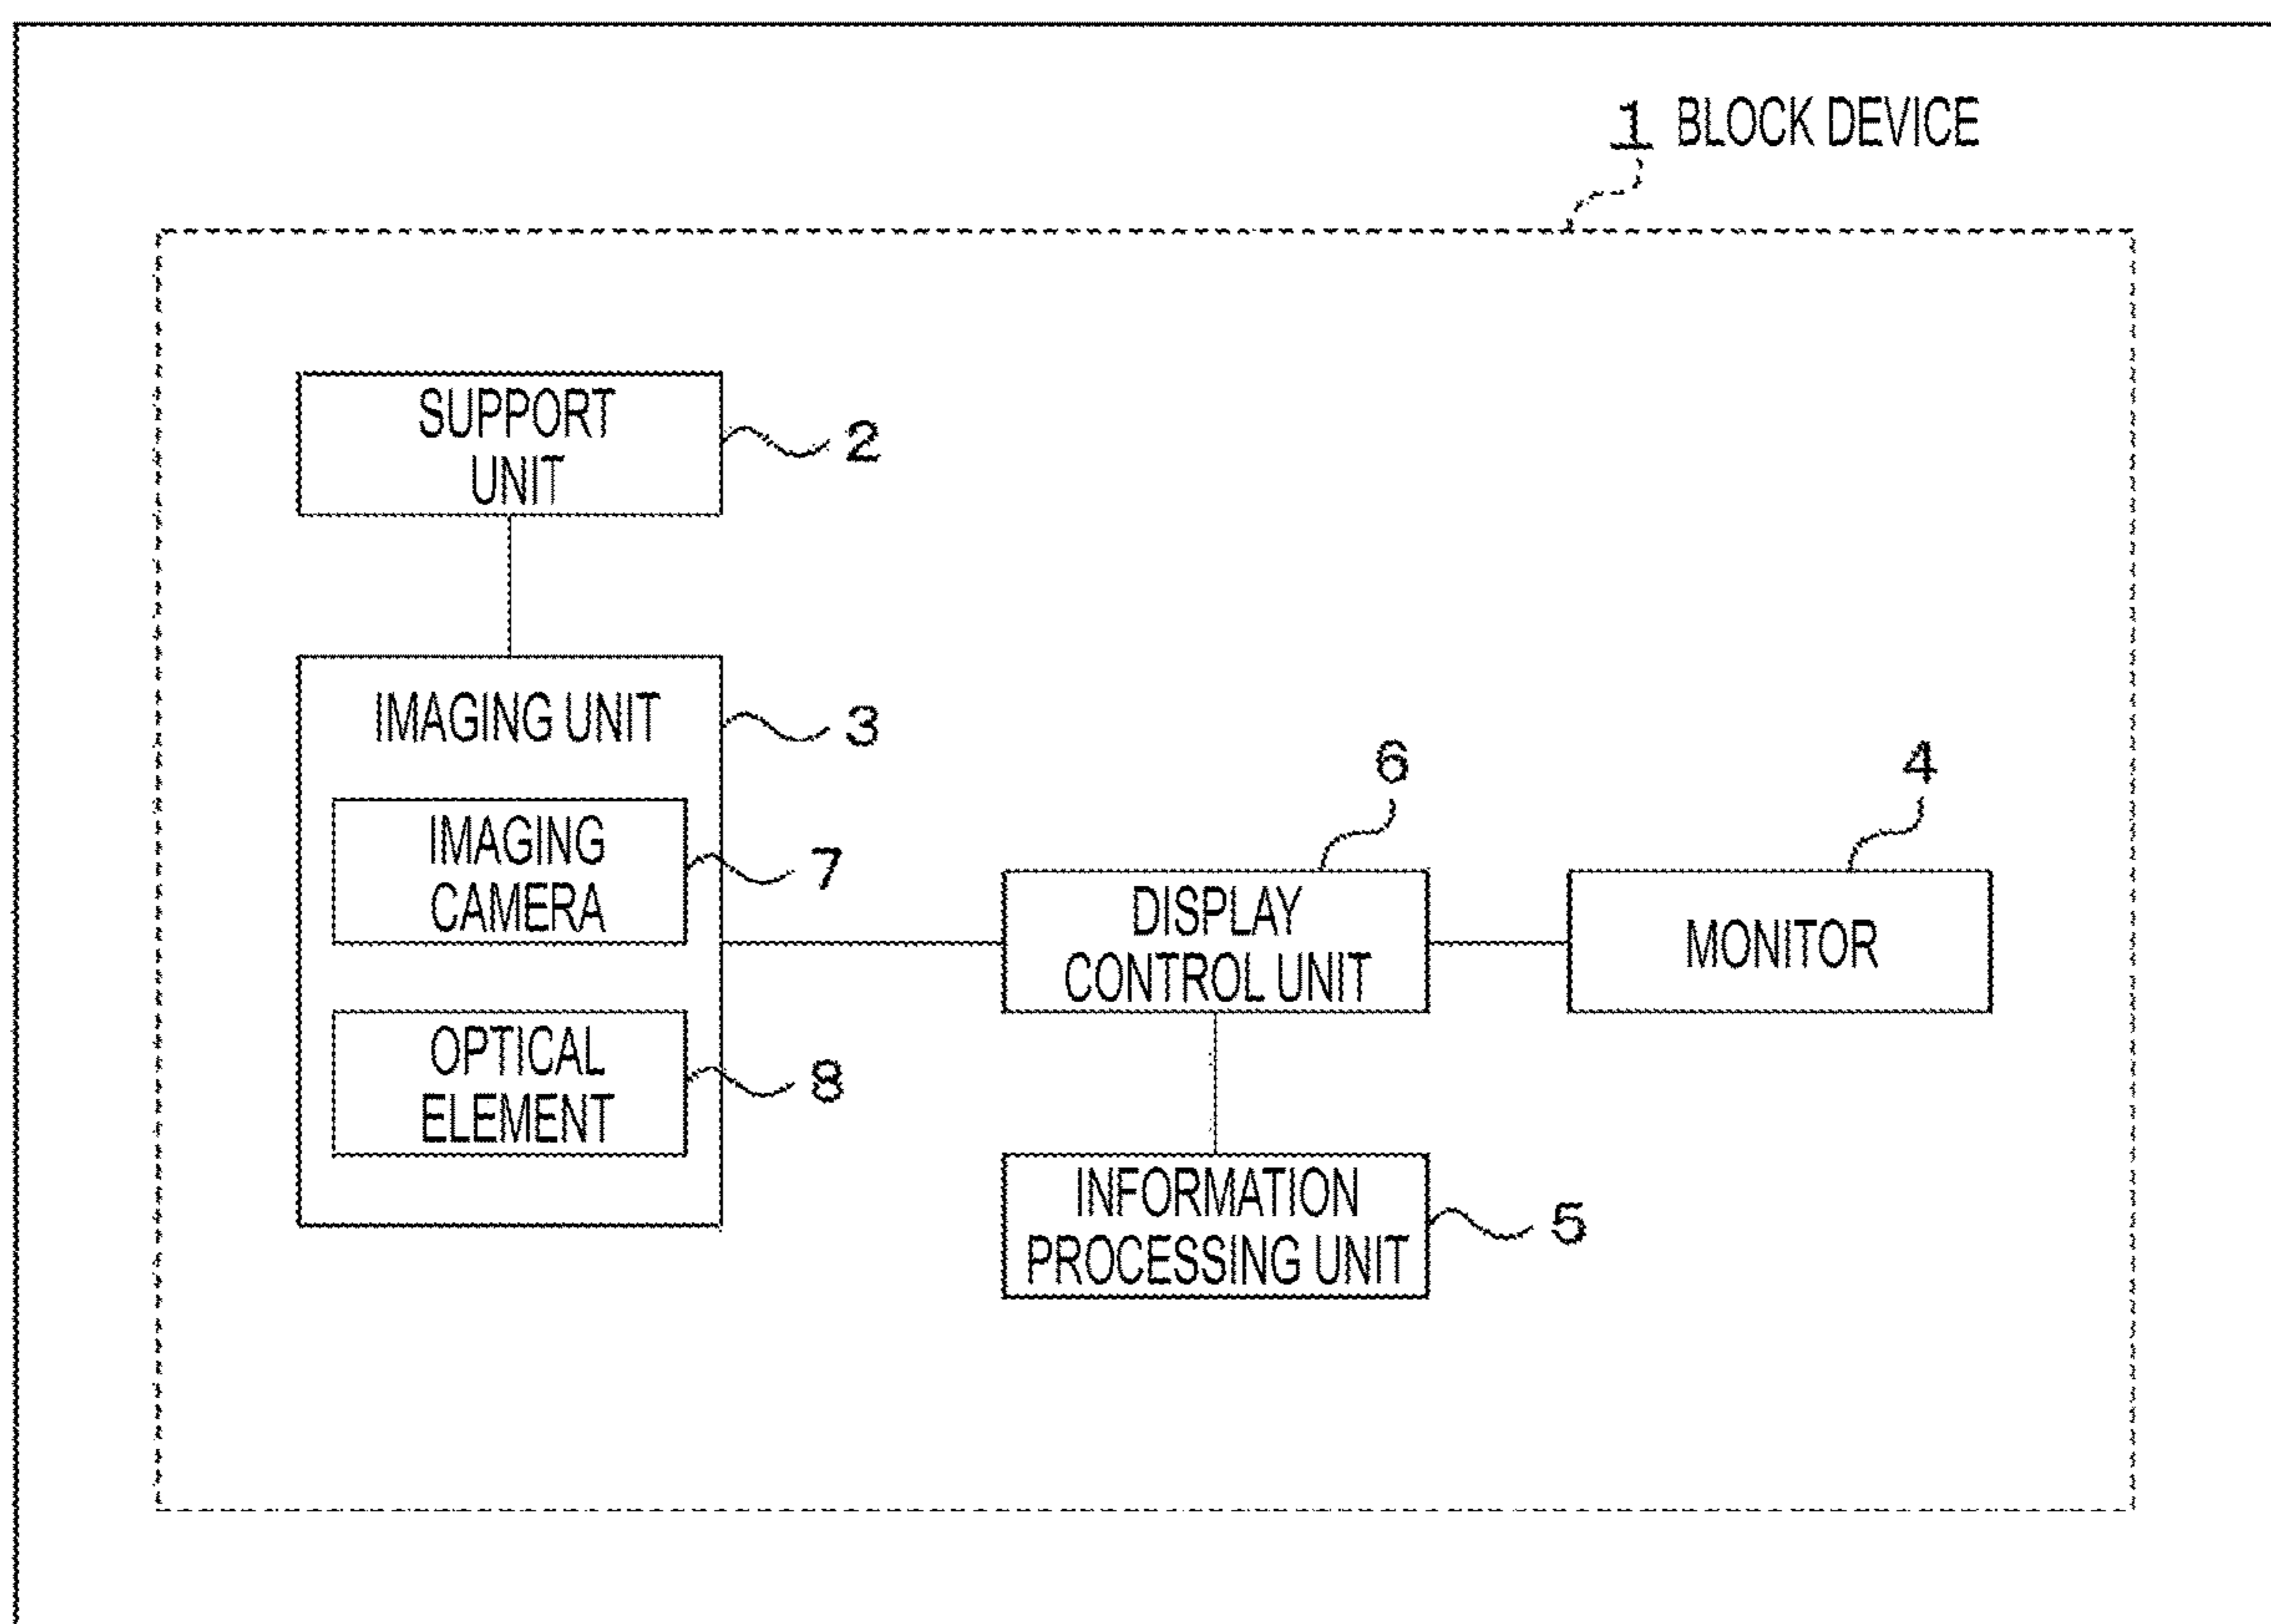 1 BLOCK DEVICE
SUPPORT
UNIT
2
IMAGING UNIT
3
IMAGING
CAMERA
7
OPTICAL
ELEMENT
8
6
DISPLAY
CONTROL UNIT
4
MONITOR
INFORMATION
PROCESSING UNIT
5